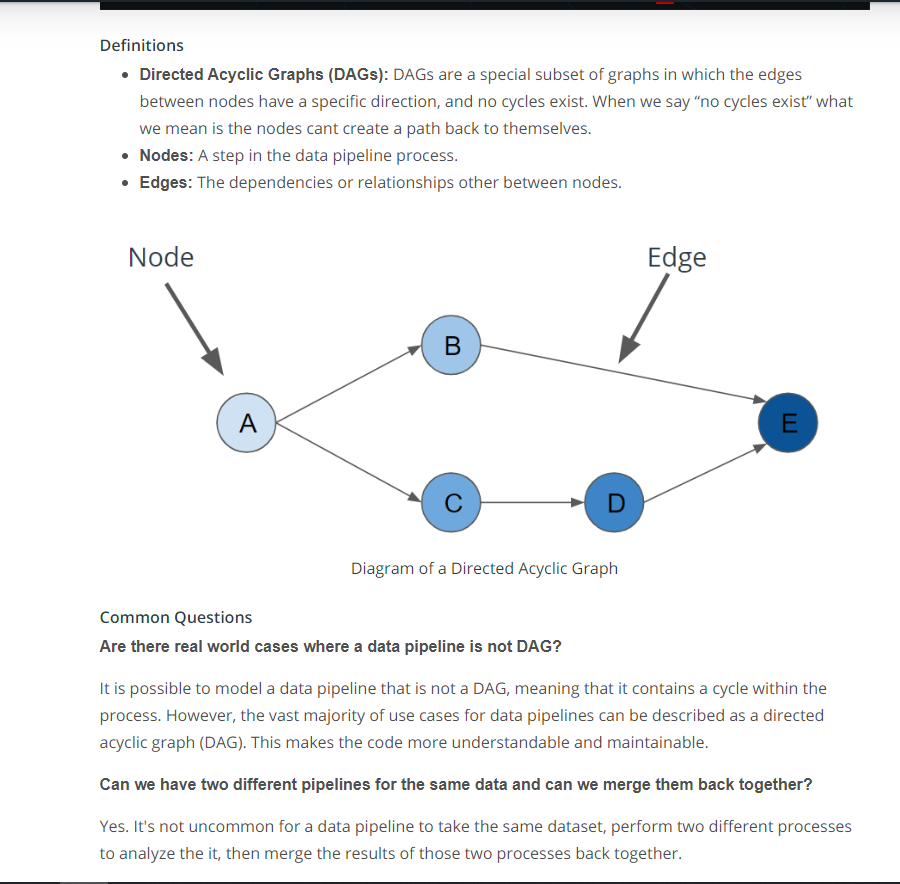 Definitions
Directed Acyclic Graphs (DAGs): DAGs are a special subset of graphs in which the edges
between nodes have a specific direction, and no cycles exist. When we say “no cycles exist” what
we mean is the nodes cant create a path back to themselves.
Nodes: A step in the data pipeline process.
Edges: The dependencies or relationships other between nodes.
Node
Edge
B
A
E
C
D
Diagram of a Directed Acyclic Graph
Common Questions
Are there real world cases where a data pipeline is not DAG?
It is possible to model a data pipeline that is not a DAG, meaning that it contains a cycle within the
process. However, the vast majority of use cases for data pipelines can be described as a directed
acyclic graph (DAG). This makes the code more understandable and maintainable.
Can we have two different pipelines for the same data and can we merge them back together?
Yes. It's not uncommon for a data pipeline to take the same dataset, perform two different processes
to analyze the it, then merge the results of those two processes back together.